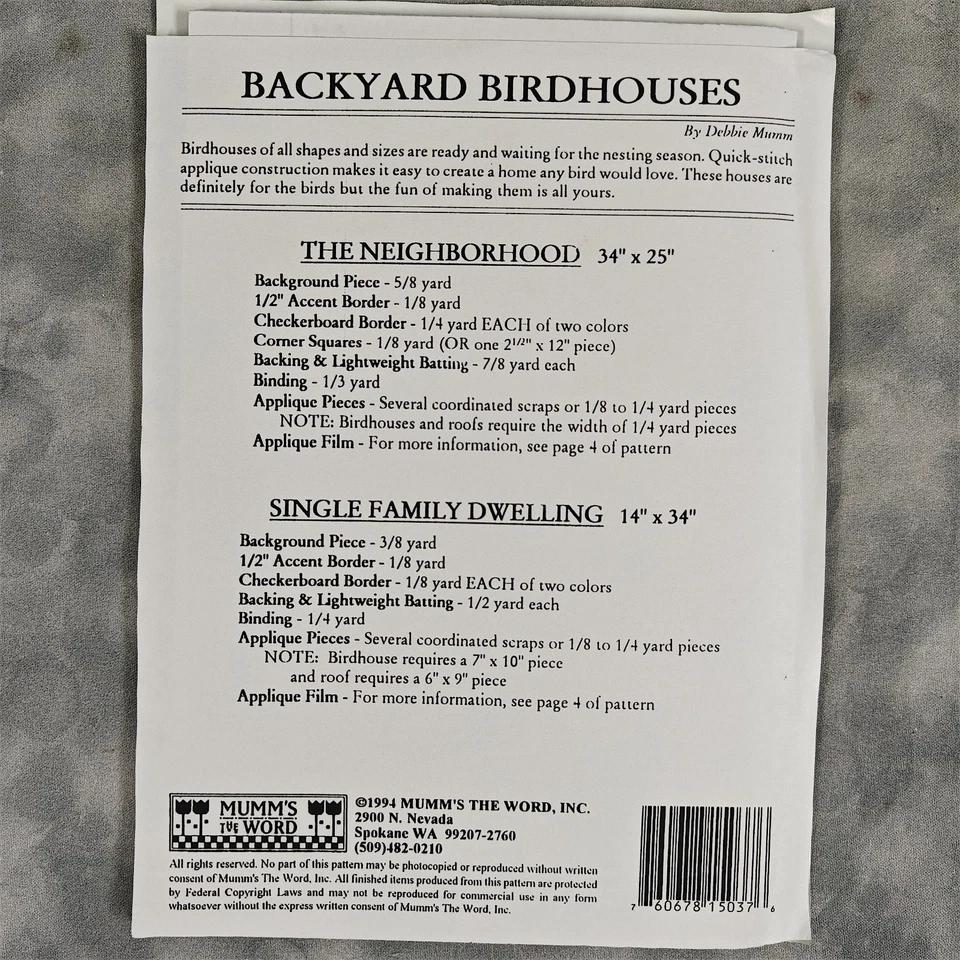 BACKYARD BIRDHOUSES
By Debbie Mumm
Birdhouses of all shapes and sizes are ready and waiting for the nesting season. Quick-stitch
applique construction makes it easy to create a home any bird would love. These houses are
definitely for the birds but the fun of making them is all yours.
THE NEIGHBORHOOD 34" x 25"
Background Piece - 5/8 yard
1/2" Accent Border - 1/8 yard
Checkerboard Border - 1/4 yard EACH of two colors
Corner Squares - 1/8 yard (OR one 2 1/2" x 12" piece)
Backing & Lightweight Batting - 7/8 yard each
Binding - 1/3 yard
Applique Pieces - Several coordinated scraps or 1/8 to 1/4 yard pieces
NOTE: Birdhouses and roofs require the width of 1/4 yard pieces
Applique Film - For more information, see page 4 of pattern
SINGLE FAMILY DWELLING 14" x 34"
Background Piece - 3/8 yard
1/2" Accent Border - 1/8 yard
Checkerboard Border - 1/8 yard EACH of two colors
Backing & Lightweight Batting - 1/2 yard each
Binding - 1/4 yard
Applique Pieces - Several coordinated scraps or 1/8 to 1/4 yard pieces
NOTE: Birdhouse requires a 7" x 10" piece
and roof requires a 6" x 9" piece
Applique Film - For more information, see page 4 of pattern
MUMM'S
THE WORD
©1994 MUMM'S THE WORD, INC.
2900 N. Nevada
Spokane WA 99207-2760
(509)482-0210
All rights reserved. No part of this pattern may be photocopied or reproduced without written
consent of Mumm's The Word, Inc. All finished items produced from this pattern are protected
by Federal Copyright Laws and may not be reproduced for commercial use in any form
whatsoever without the express written consent of Mumm's The Word, Inc.
7 60678 15037 6